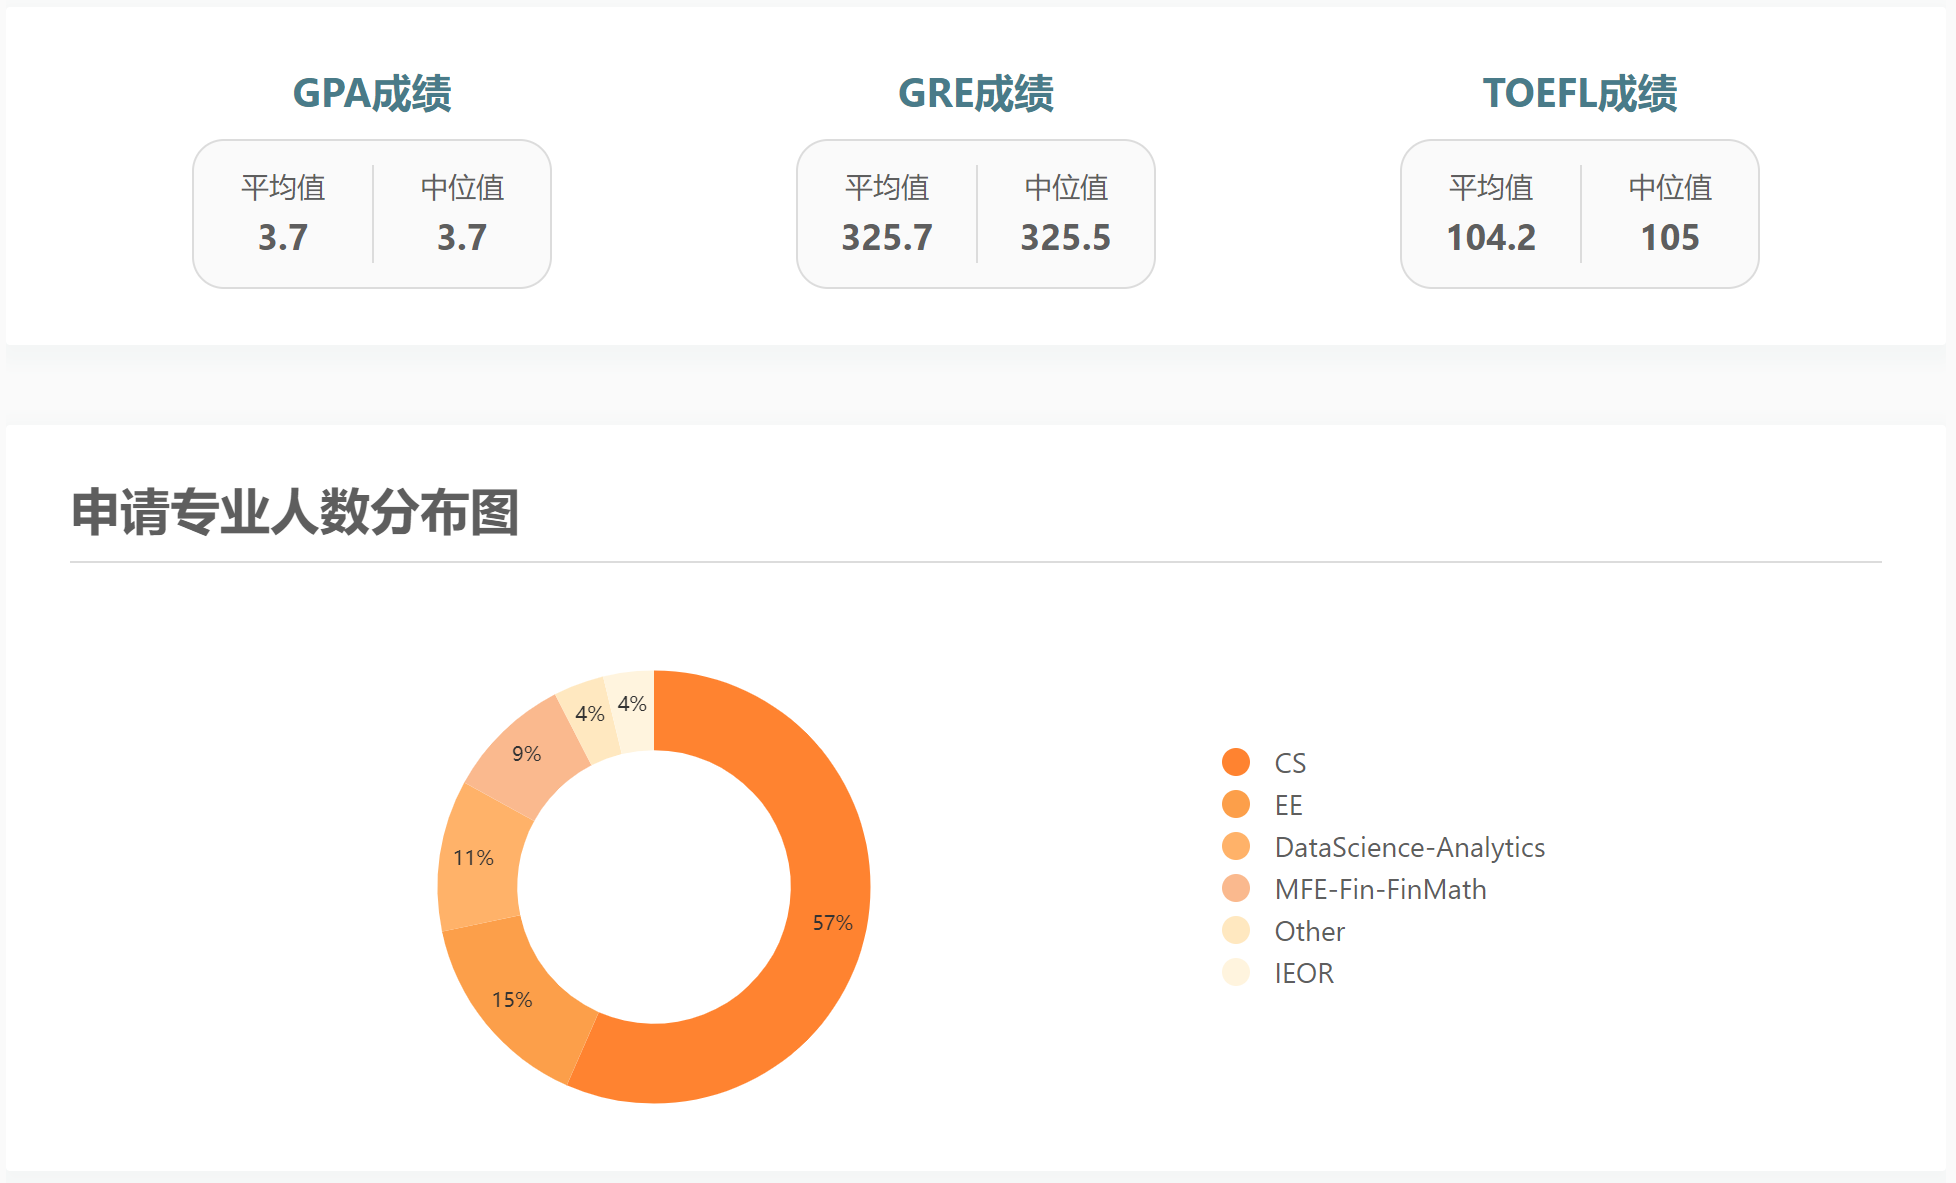 GPA成绩
GRE成绩
TOEFL成绩
平均值
中位值
3.7
3.7
平均值
中位值
325.7
325.5
平均值
中位值
104.2
105
申请专业人数分布图
4%
4%
9%
11%
57%
15%
CS
EE
DataScience-Analytics
MFE-Fin-FinMath
Other
IEOR